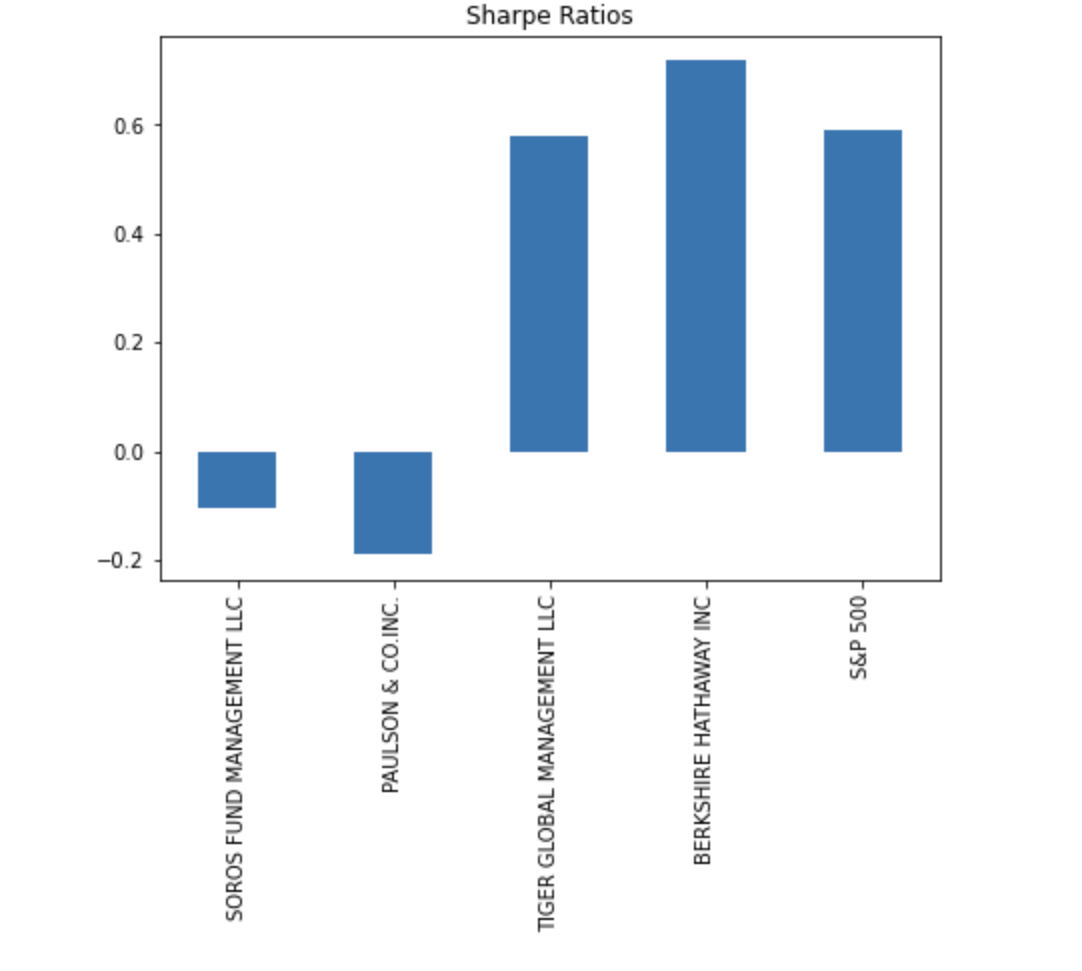 Sharpe Ratios
0.6
0.4
0.2
0.0
−0.2
SOROS FUND MANAGEMENT LLC
PAULSON & CO.INC.
TIGER GLOBAL MANAGEMENT LLC
BERKSHIRE HATHAWAY INC
S&P 500